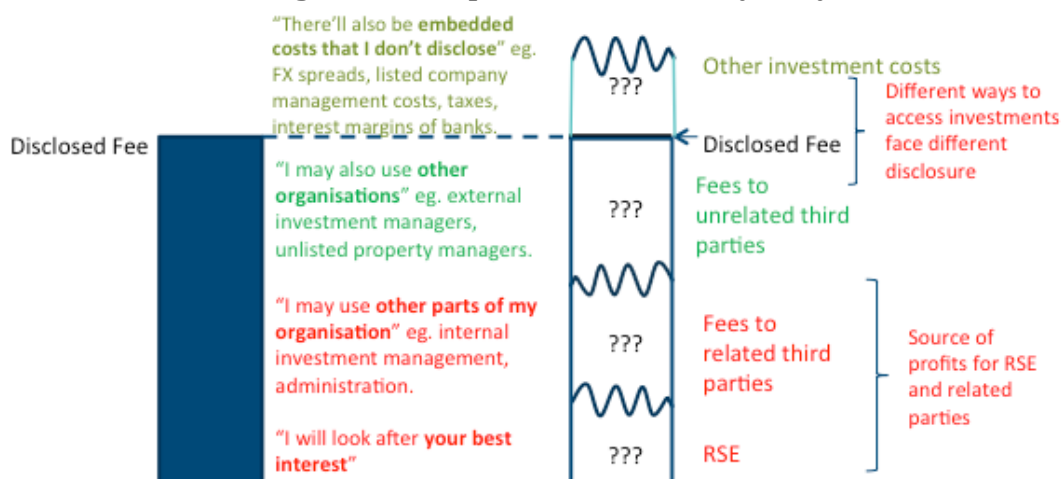 “There’ll also be embedded
costs that I don’t disclose” eg.
FX spreads, listed company
management costs, taxes,
interest margins of banks.
Disclosed Fee
“I may also use other
organisations” eg. external
investment managers,
unlisted property managers.
“I may use other parts of my
organisation” eg. internal
investment management,
administration.
“I will look after your best
interest”
???
???
???
???
Other investment costs
Disclosed Fee
Fees to
unrelated third
parties
Fees to
related third
parties
RSE
Different ways to
access investments
face different
disclosure
Source of
profits for RSE
and related
parties